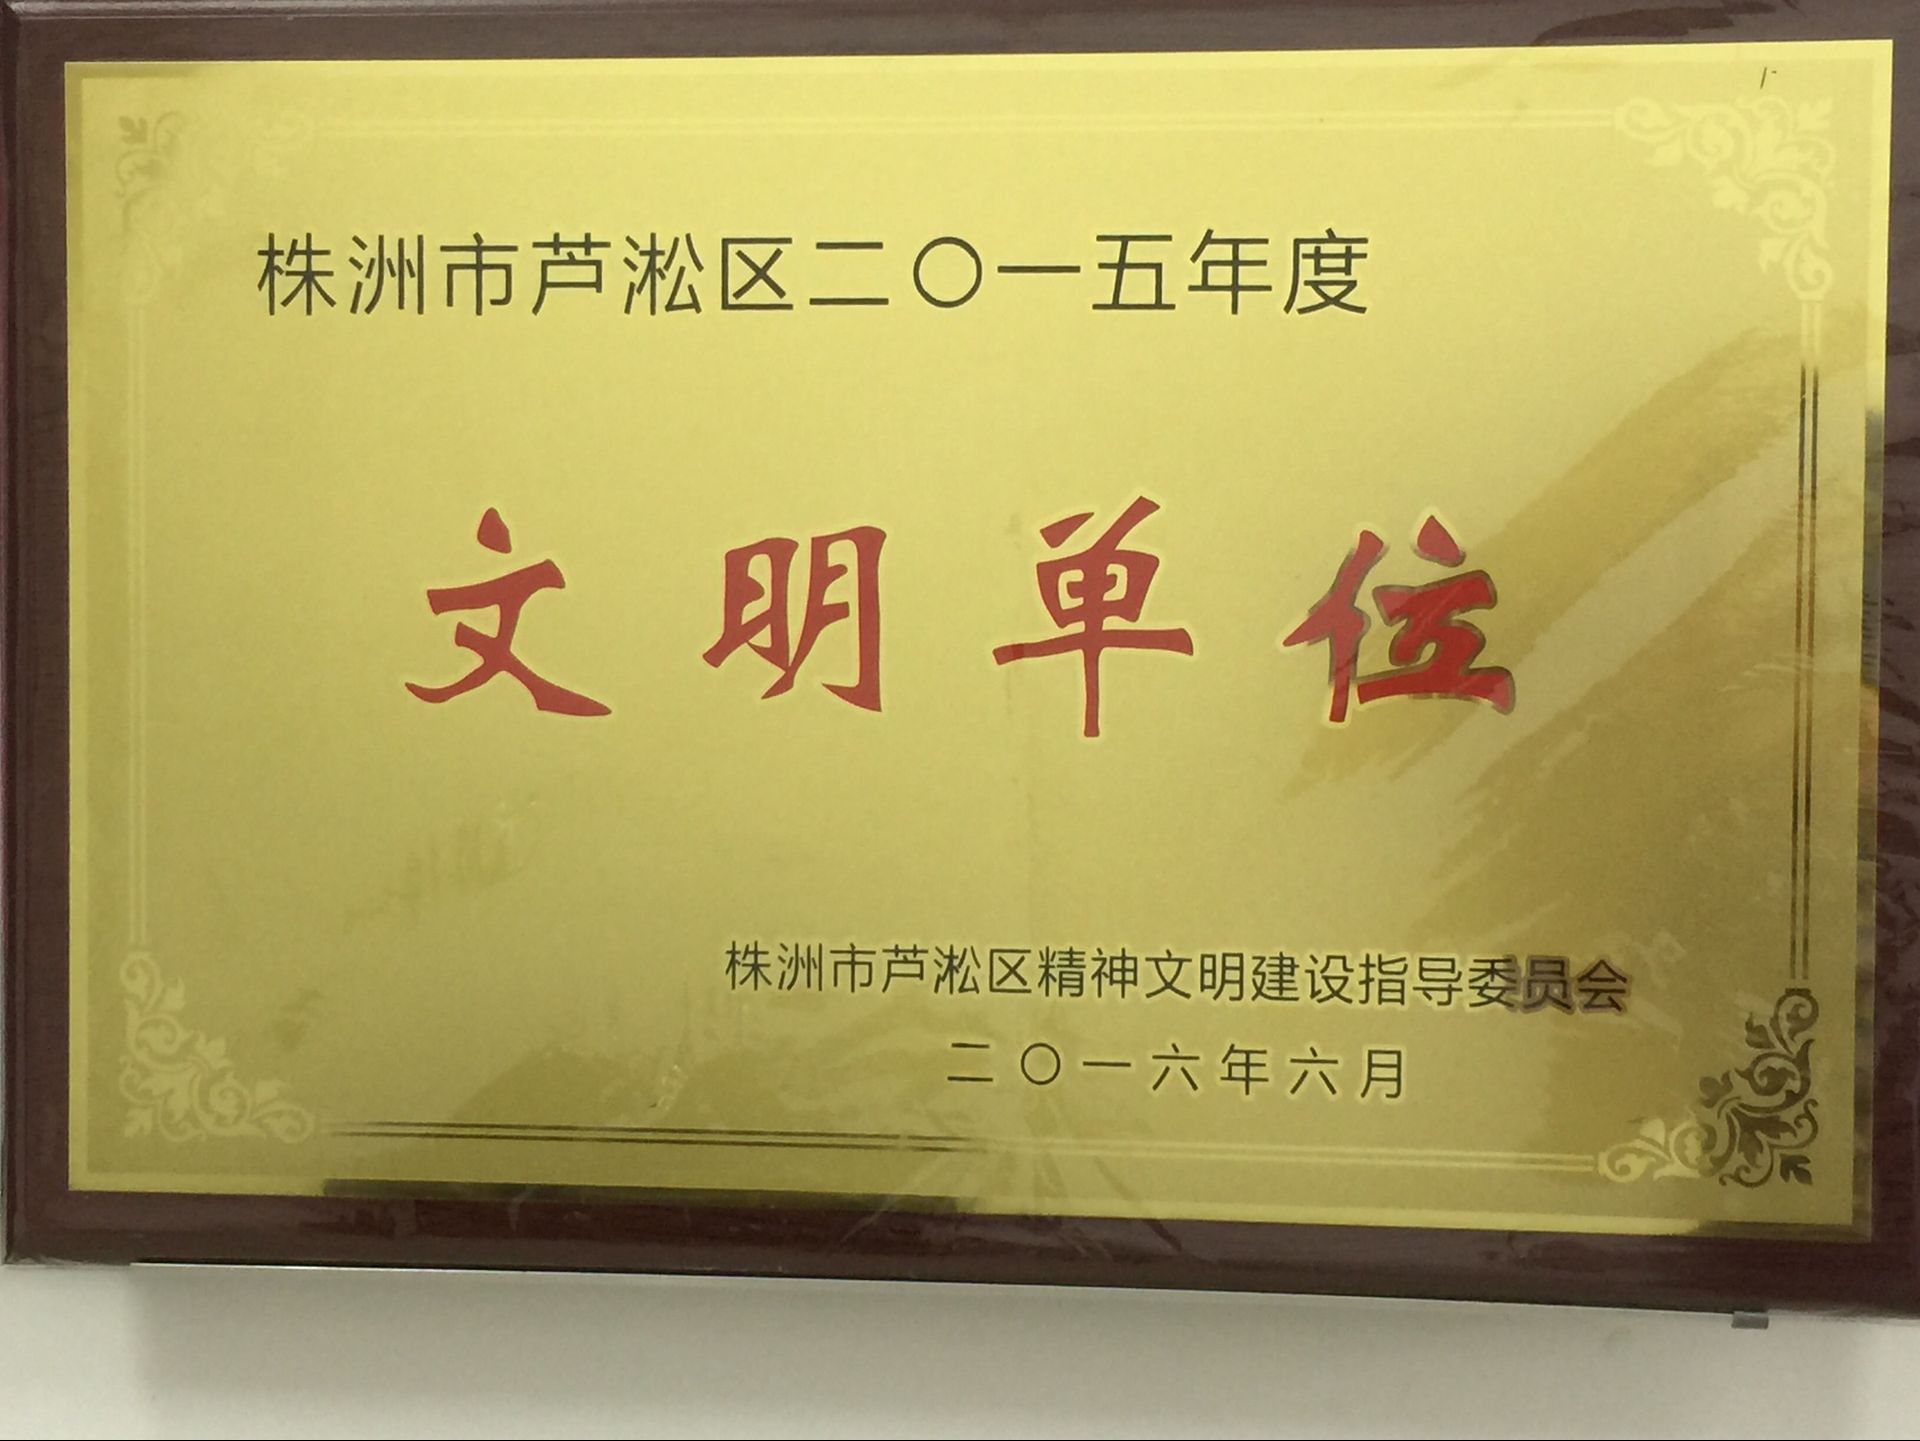 株洲市芦淞区二〇一五年度
文明单位
株洲市芦淞区精神文明建设指导委员会
二〇一六年六月